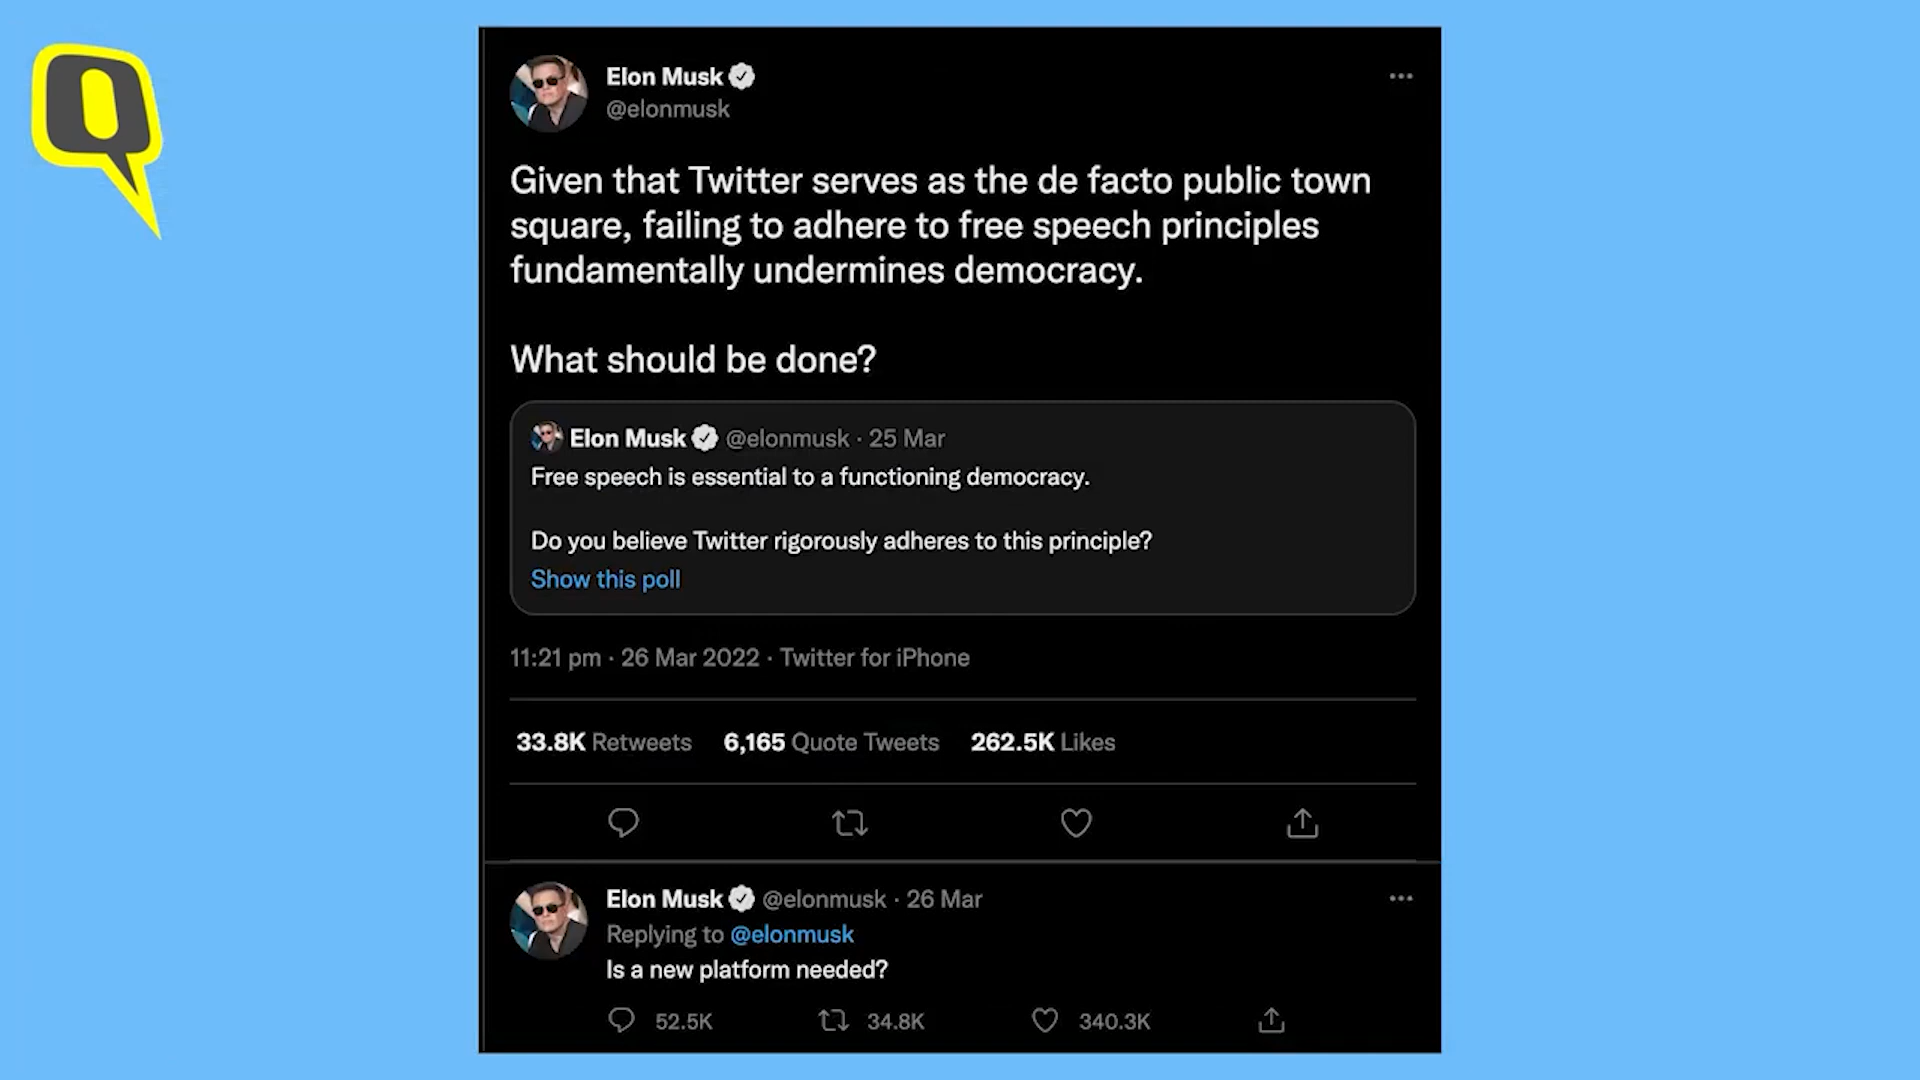 Q
Elon Musk
@elonmusk
Given that Twitter serves as the de facto public town
square, failing to adhere to free speech principles
fundamentally undermines democracy.
What should be done?
Elon Musk @elonmusk · 25 Mar
Free speech is essential to a functioning democracy.
Do you believe Twitter rigorously adheres to this principle?
Show this poll
11:21 pm · 26 Mar 2022 · Twitter for iPhone
33.8K Retweets 6,165 Quote Tweets 262.5K Likes
Elon Musk @elonmusk · 26 Mar
Replying to @elonmusk
Is a new platform needed?
52.5K 34.8K 340.3K